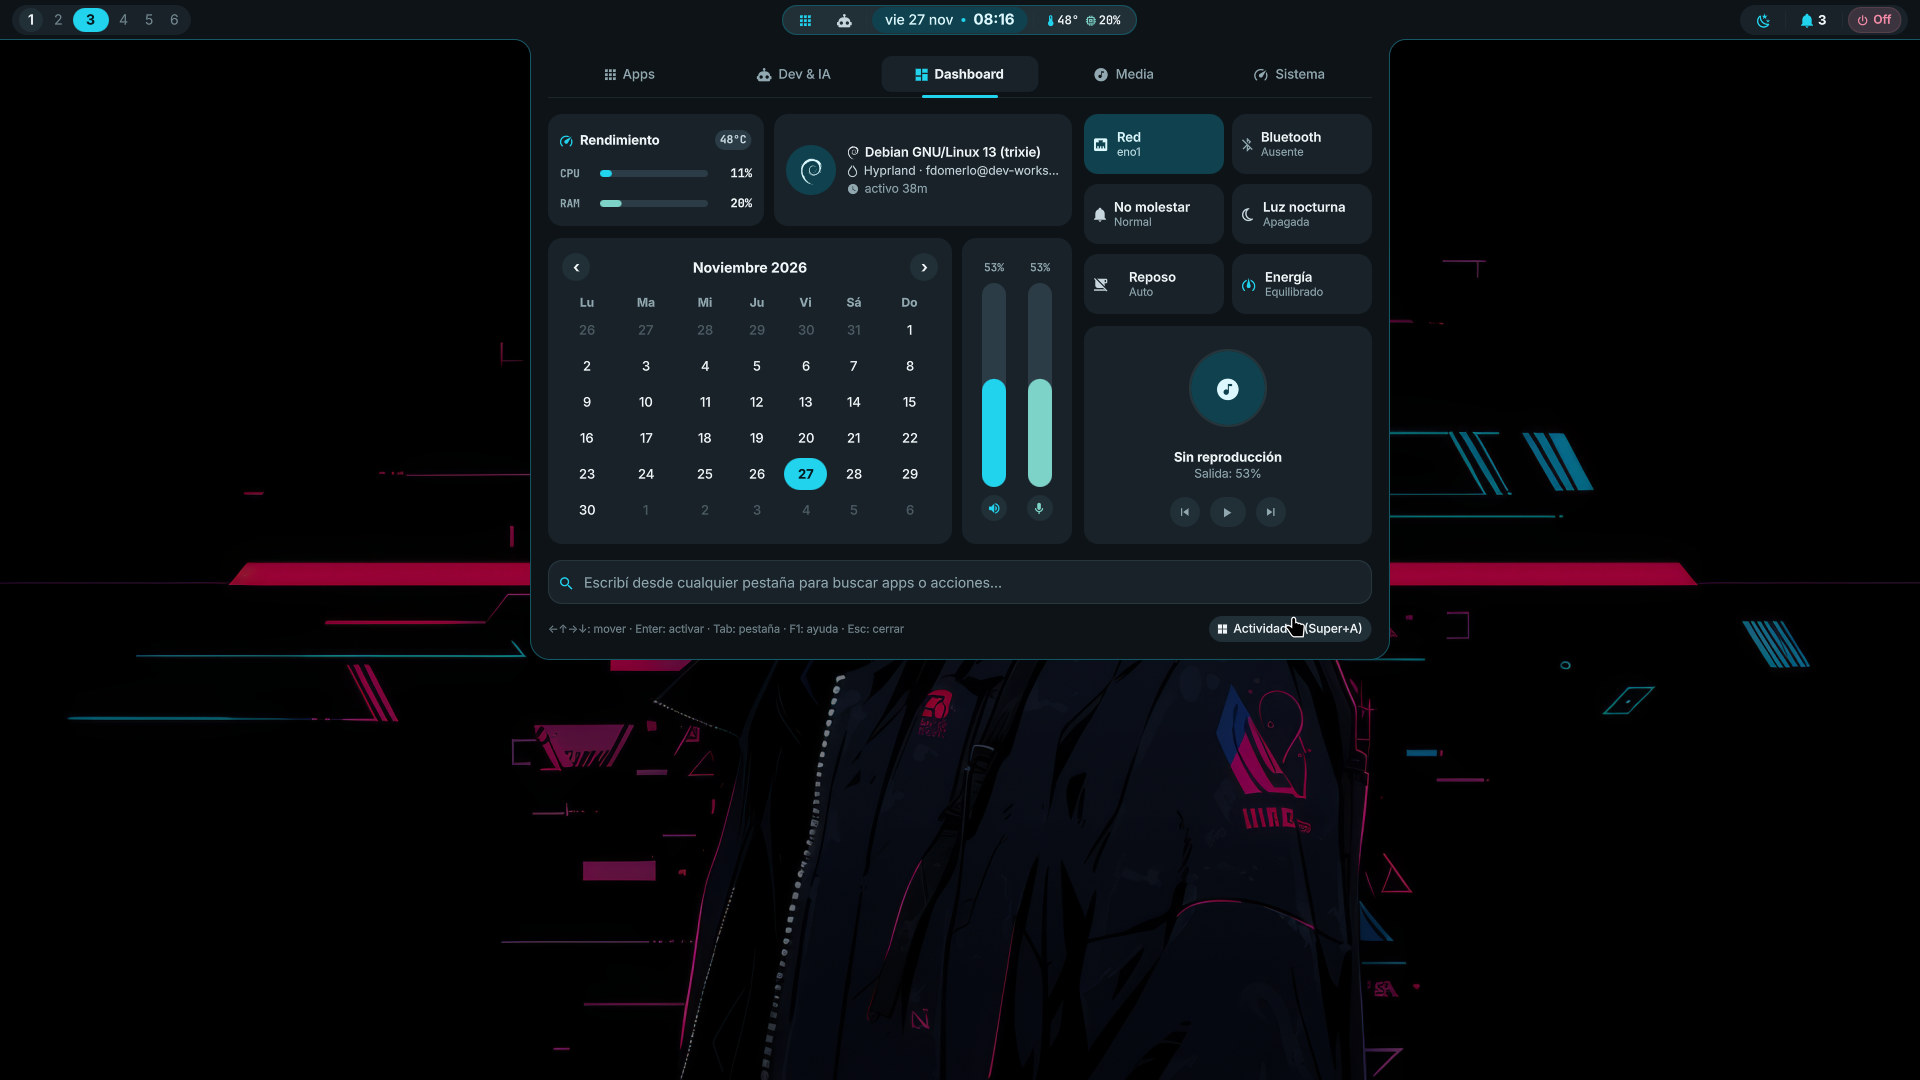 1 2 3 4 5 6
vie 27 nov • 08:16
48° 20%
3
Off
Apps
Dev & IA
Dashboard
Media
Sistema
Rendimiento
48°C
CPU 11%
RAM 20%
Debian GNU/Linux 13 (trixie)
Hyprland · fdomerlo@dev-works...
activo 38m
Red
eno1
Bluetooth
Ausente
No molestar
Normal
Luz nocturna
Apagada
Reposo
Auto
Energía
Equilibrado
Noviembre 2026
Lu Ma Mi Ju Vi Sá Do
26 27 28 29 30 31 1
2 3 4 5 6 7 8
9 10 11 12 13 14 15
16 17 18 19 20 21 22
23 24 25 26 27 28 29
30 1 2 3 4 5 6
53% 53%
Sin reproducción
Salida: 53%
Escribí desde cualquier pestaña para buscar apps o acciones...
←↑→↓: mover · Enter: activar · Tab: pestaña · F1: ayuda · Esc: cerrar
(Super+A)